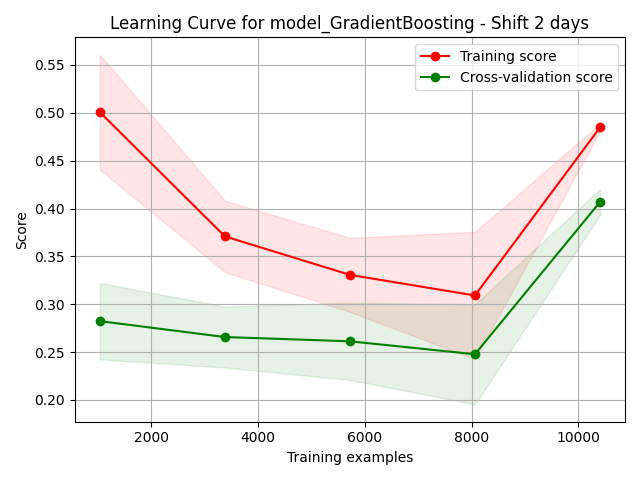 Learning Curve for model_GradientBoosting - Shift 2 days
Training score
Cross-validation score
0.55
0.50
0.45
0.40
0.35
0.30
0.25
0.20
Score
2000 4000 6000 8000 10000
Training examples